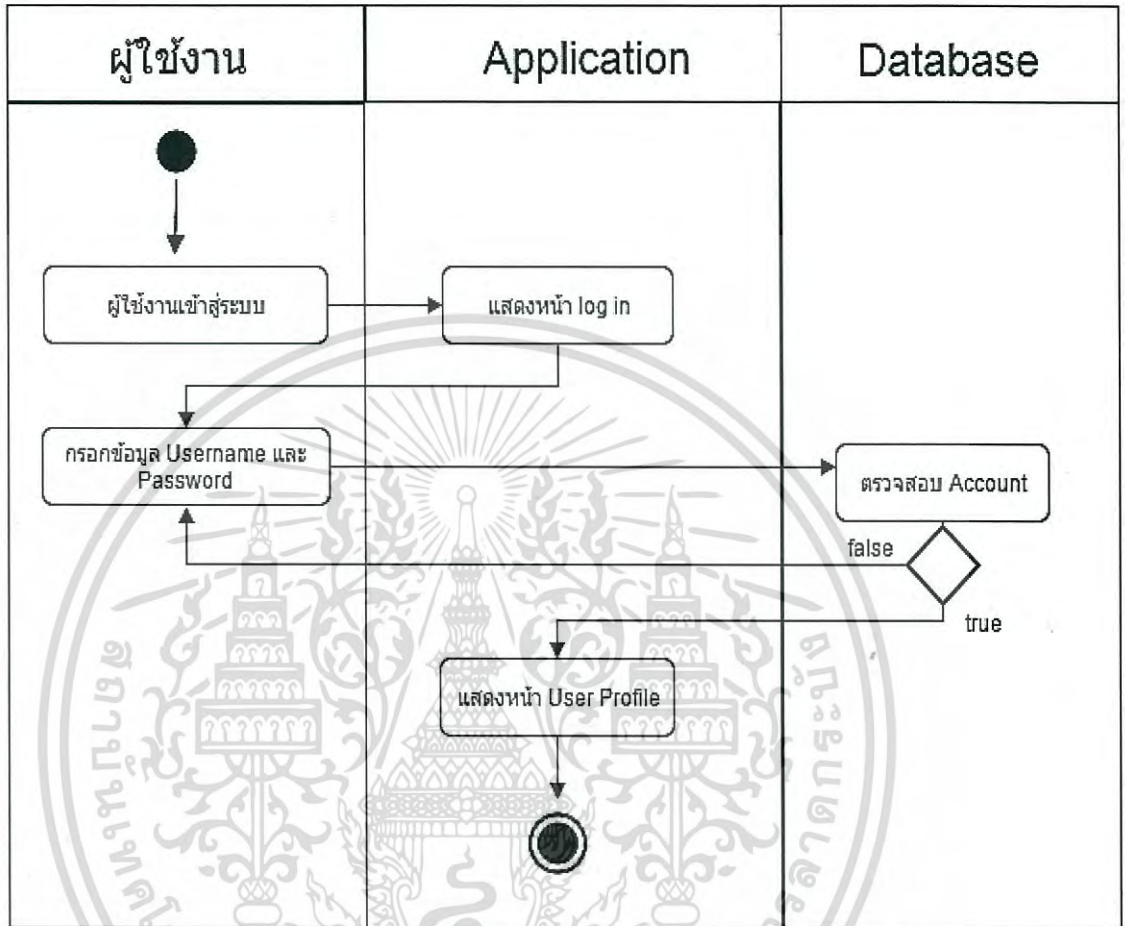 ผู้ใช้งาน
Application
Database
ผู้ใช้งานเข้าสู่ระบบ
แสดงหน้า log in
กรอกข้อมูล Username และ
Password
ตรวจสอบ Account
false
true
แสดงหน้า User Profile